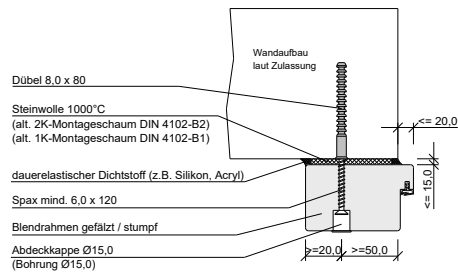 Wandaufbau
laut Zulassung
Dübel 8,0 x 80
Steinwolle 1000°C
(alt. 2K-Montageschaum DIN 4102-B2)
(alt. 1K-Montageschaum DIN 4102-B1)
<= 20,0
dauerelastischer Dichtstoff (z.B. Silikon, Acryl)
<= 15,0
Spax mind. 6,0 x 120
Blendrahmen gefälzt / stumpf
Abdeckkappe Ø15,0
(Bohrung Ø15,0)
>=20,0
>=50,0